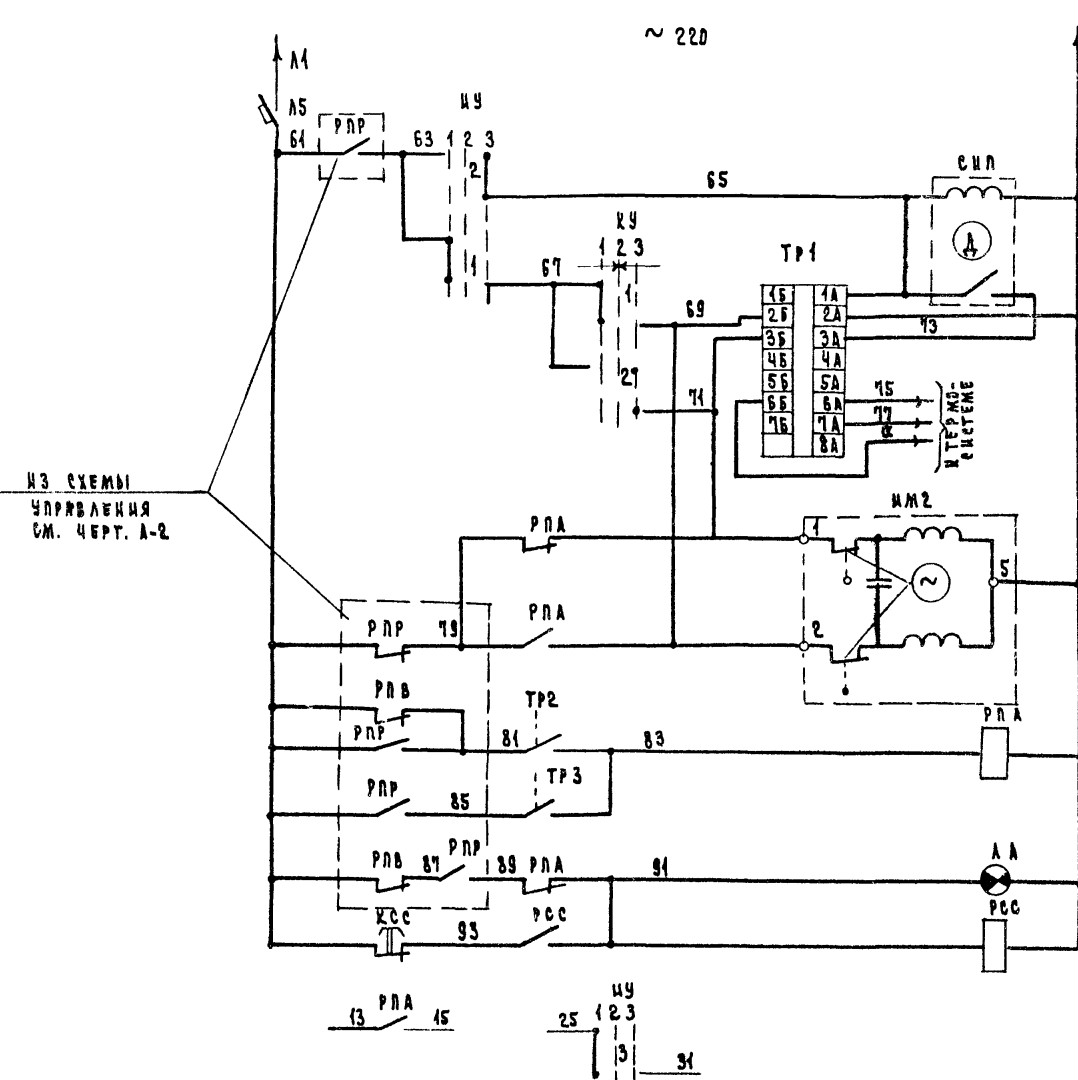 ~ 220
Л1
Л5
ИУ
61
РПР
63
1 2 3
2
65
СИП
КУ
Д
1
67
1 2 3
1
ТР1
69
1Б 1А
2Б 2А
73
3Б 3А
4Б 4А
5Б 5А
2
71
6Б 6А
75
7Б 7А
77
8А
К ТЕРМО-
СИСТЕМЕ
ИЗ СХЕМЫ
УПРАВЛЕНИЯ
СМ. ЧЕРТ. А-2
ИМ2
РПА
1
~
5
РПР
79
РПА
2
РПВ
ТР2
РПА
РПР
81
83
РПР
85
ТР3
РПВ
87
РПР
89
РПА
91
ЛА
КСС
93
РСС
РСС
13
РПА
15
ИУ
25
1 2 3
3
31